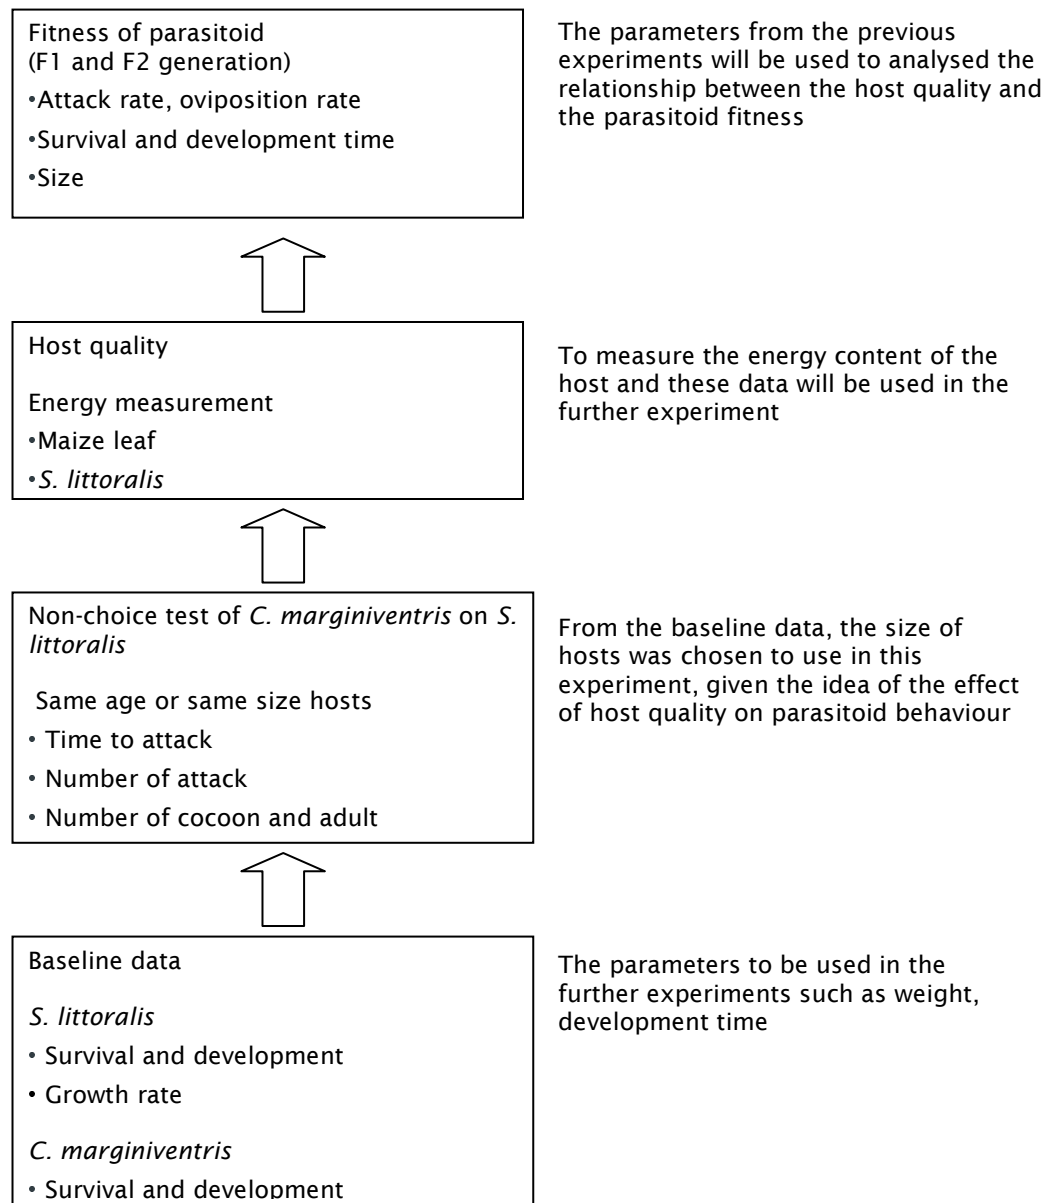 Fitness of parasitoid
(F1 and F2 generation)
•Attack rate, oviposition rate
•Survival and development time
•Size
The parameters from the previous
experiments will be used to analysed the
relationship between the host quality and
the parasitoid fitness
Host quality
Energy measurement
•Maize leaf
•S. littoralis
To measure the energy content of the
host and these data will be used in the
further experiment
Non-choice test of C. marginiventris on S.
littoralis
Same age or same size hosts
• Time to attack
• Number of attack
• Number of cocoon and adult
From the baseline data, the size of
hosts was chosen to use in this
experiment, given the idea of the effect
of host quality on parasitoid behaviour
Baseline data
S. littoralis
• Survival and development
• Growth rate
C. marginiventris
• Survival and development
The parameters to be used in the
further experiments such as weight,
development time